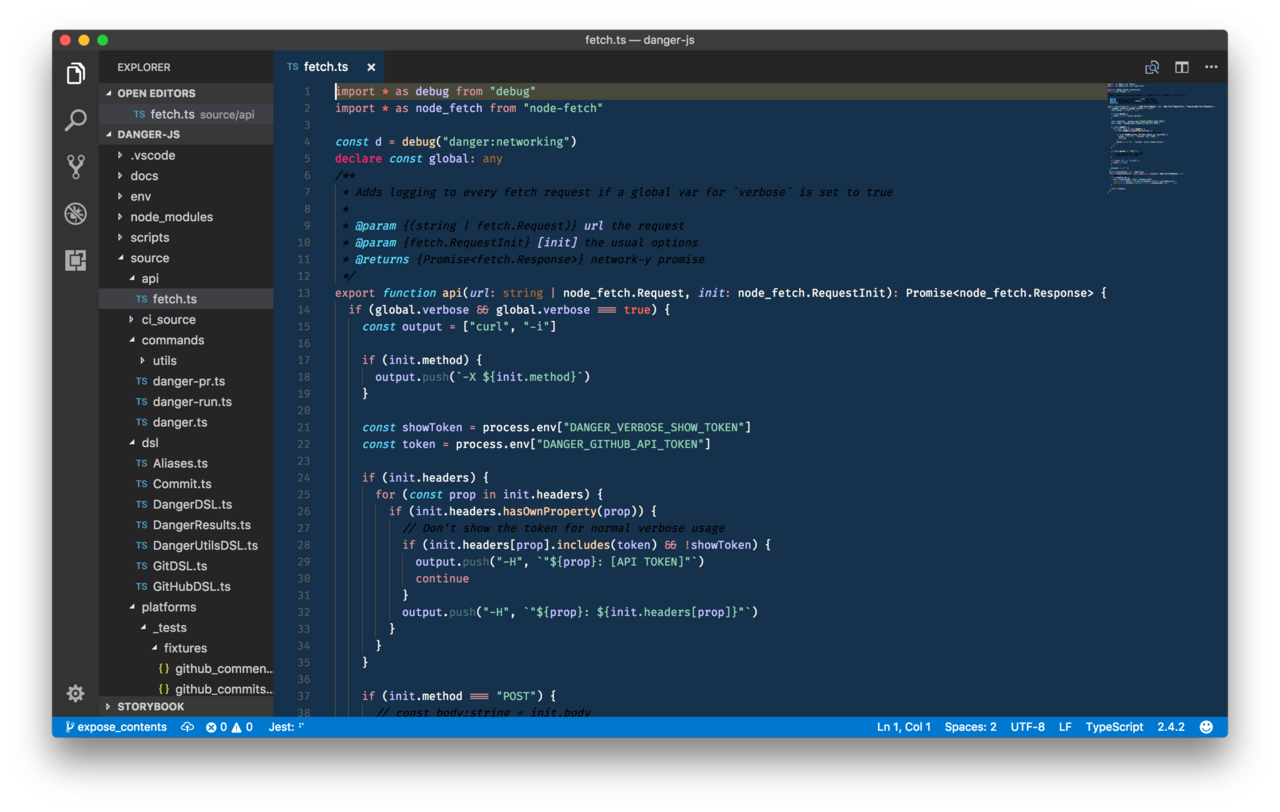 fetch.ts — danger-js
EXPLORER
OPEN EDITORS
TS fetch.ts source/api
DANGER-JS
.vscode
docs
env
node_modules
scripts
source
api
TS fetch.ts
ci_source
commands
utils
TS danger-pr.ts
TS danger-run.ts
TS danger.ts
dsl
TS Aliases.ts
TS Commit.ts
TS DangerDSL.ts
TS DangerResults.ts
TS DangerUtilsDSL.ts
TS GitDSL.ts
TS GitHubDSL.ts
platforms
_tests
fixtures
{} github_commen...
{} github_commits...
STORYBOOK
TS fetch.ts ×
1 import * as debug from "debug"
2 import * as node_fetch from "node-fetch"
3
4 const d = debug("danger:networking")
5 declare const global: any
6 /**
7  * Adds logging to every fetch request if a global var for `verbose` is set to true
8  *
9  * @param {(string | fetch.Request)} url the request
10  * @param {fetch.RequestInit} [init] the usual options
11  * @returns {Promise<fetch.Response>} network-y promise
12  */
13 export function api(url: string | node_fetch.Request, init: node_fetch.RequestInit): Promise<node_fetch.Response> {
14   if (global.verbose && global.verbose === true) {
15     const output = ["curl", "-i"]
16
17     if (init.method) {
18       output.push(`-X ${init.method}`)
19     }
20
21     const showToken = process.env["DANGER_VERBOSE_SHOW_TOKEN"]
22     const token = process.env["DANGER_GITHUB_API_TOKEN"]
23
24     if (init.headers) {
25       for (const prop in init.headers) {
26         if (init.headers.hasOwnProperty(prop)) {
27           // Don't show the token for normal verbose usage
28           if (init.headers[prop].includes(token) && !showToken) {
29             output.push("-H", `"${prop}: [API TOKEN]"`)
30             continue
31           }
32           output.push("-H", `"${prop}: ${init.headers[prop]}"`)
33         }
34       }
35     }
36
37     if (init.method === "POST") {
38       // const body:string = init.body
expose_contents 0 0 Jest: Ln 1, Col 1 Spaces: 2 UTF-8 LF TypeScript 2.4.2